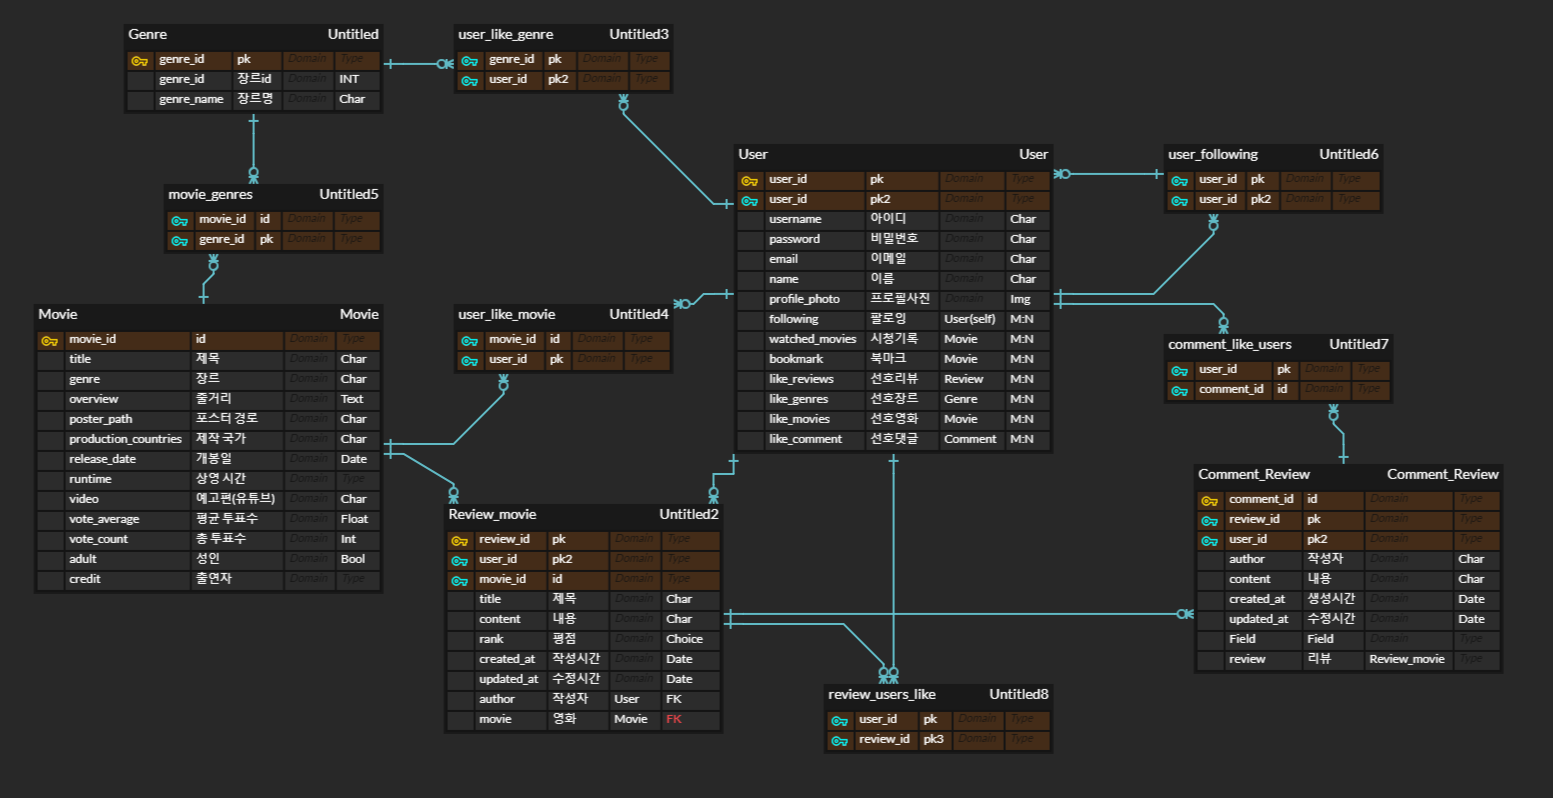 Genre Untitled
genre_id pk Domain Type
genre_id 장르id Domain INT
genre_name 장르명 Domain Char
user_like_genre Untitled3
genre_id pk Domain Type
user_id pk2 Domain Type
movie_genres Untitled5
movie_id id Domain Type
genre_id pk Domain Type
User User
user_id pk Domain Type
user_id pk2 Domain Type
username 아이디 Domain Char
password 비밀번호 Domain Char
email 이메일 Domain Char
name 이름 Domain Char
profile_photo 프로필사진 Domain Img
following 팔로잉 User(self) M:N
watched_movies 시청기록 Movie M:N
bookmark 북마크 Movie M:N
like_reviews 선호리뷰 Review M:N
like_genres 선호장르 Genre M:N
like_movies 선호영화 Movie M:N
like_comment 선호댓글 Comment M:N
user_following Untitled6
user_id pk Domain Type
user_id pk2 Domain Type
Movie Movie
movie_id id Domain Type
title 제목 Domain Char
genre 장르 Domain Char
overview 줄거리 Domain Text
poster_path 포스터 경로 Domain Char
production_countries 제작 국가 Domain Char
release_date 개봉일 Domain Date
runtime 상영 시간 Domain Type
video 예고편(유튜브) Domain Char
vote_average 평균 투표수 Domain Float
vote_count 총 투표수 Domain Int
adult 성인 Domain Bool
credit 출연자 Domain Type
user_like_movie Untitled4
movie_id id Domain Type
user_id pk Domain Type
comment_like_users Untitled7
user_id pk Domain Type
comment_id id Domain Type
Review_movie Untitled2
review_id pk Domain Type
user_id pk2 Domain Type
movie_id id Domain Type
title 제목 Domain Char
content 내용 Domain Char
rank 평점 Domain Choice
created_at 작성시간 Domain Date
updated_at 수정시간 Domain Date
author 작성자 User FK
movie 영화 Movie FK
Comment_Review Comment_Review
comment_id id Domain Type
review_id pk Domain Type
user_id pk2 Domain Type
author 작성자 Domain Char
content 내용 Domain Char
created_at 생성시간 Domain Date
updated_at 수정시간 Domain Date
Field Field Domain Type
review 리뷰 Review_movie Type
review_users_like Untitled8
user_id pk Domain Type
review_id pk3 Domain Type